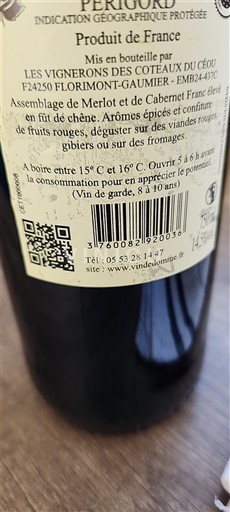 PÉRIGORD
INDICATION GÉOGRAPHIQUE PROTÉGÉE
Produit de France
Mis en bouteille par
LES VIGNERONS DES COTEAUX DU CÉOU
F24250 FLORIMONT-GAUMIER - EMB24-437C
Assemblage de Merlot et de Cabernet Franc élevé
en fût de chêne. Arômes épicés et confiture
de fruits rouges, déguster sur des viandes rouges,
gibiers ou sur des fromages.
A boire entre 15° C et 16° C. Ouvrir 5 à 6 h avant
la consommation pour en apprécier le potentiel.
(Vin de garde, 8 à 10 ans)
3 760082 920036
Tél : 05 53 28 14 47
site : www.vindedomme.fr